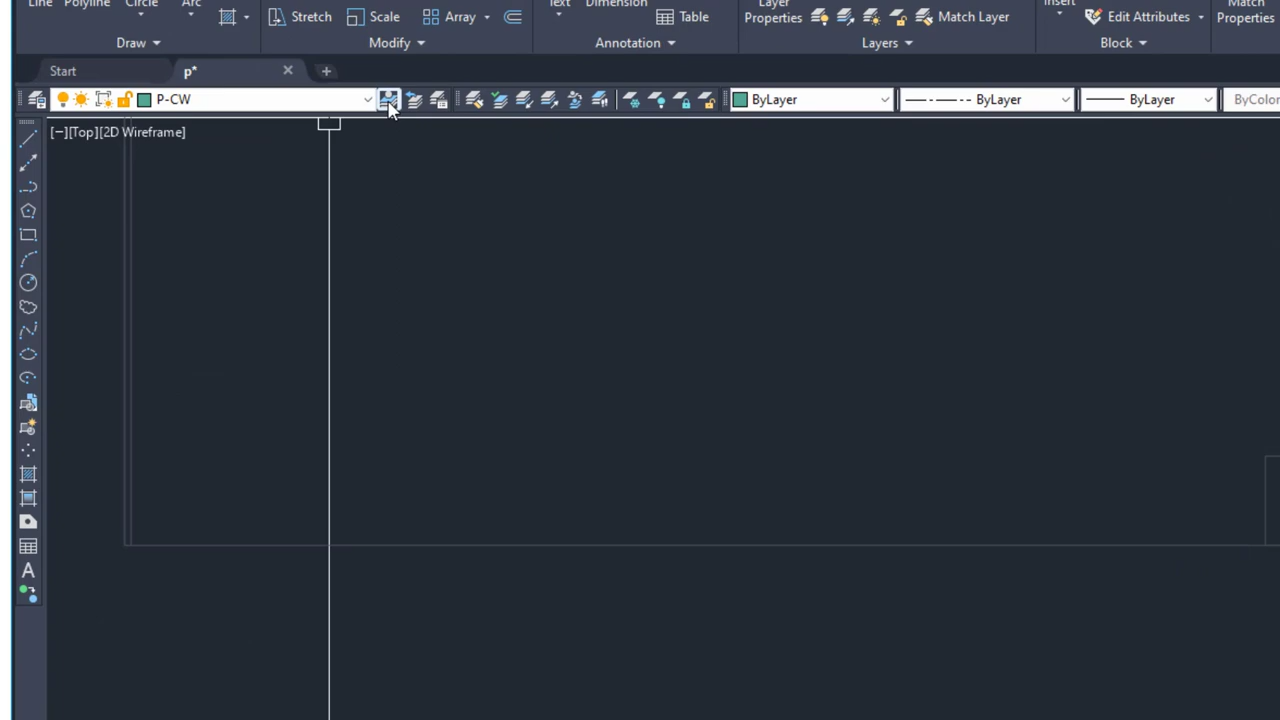 Line Polyline Circle Arc Text Dimension Layer Insert Match
Stretch Scale Array Table Properties Match Layer Edit Attributes Properties
Draw Modify Annotation Layers Block
Start p*
P-CW ByLayer ByLayer ByLayer ByColor
[−][Top][2D Wireframe]
A